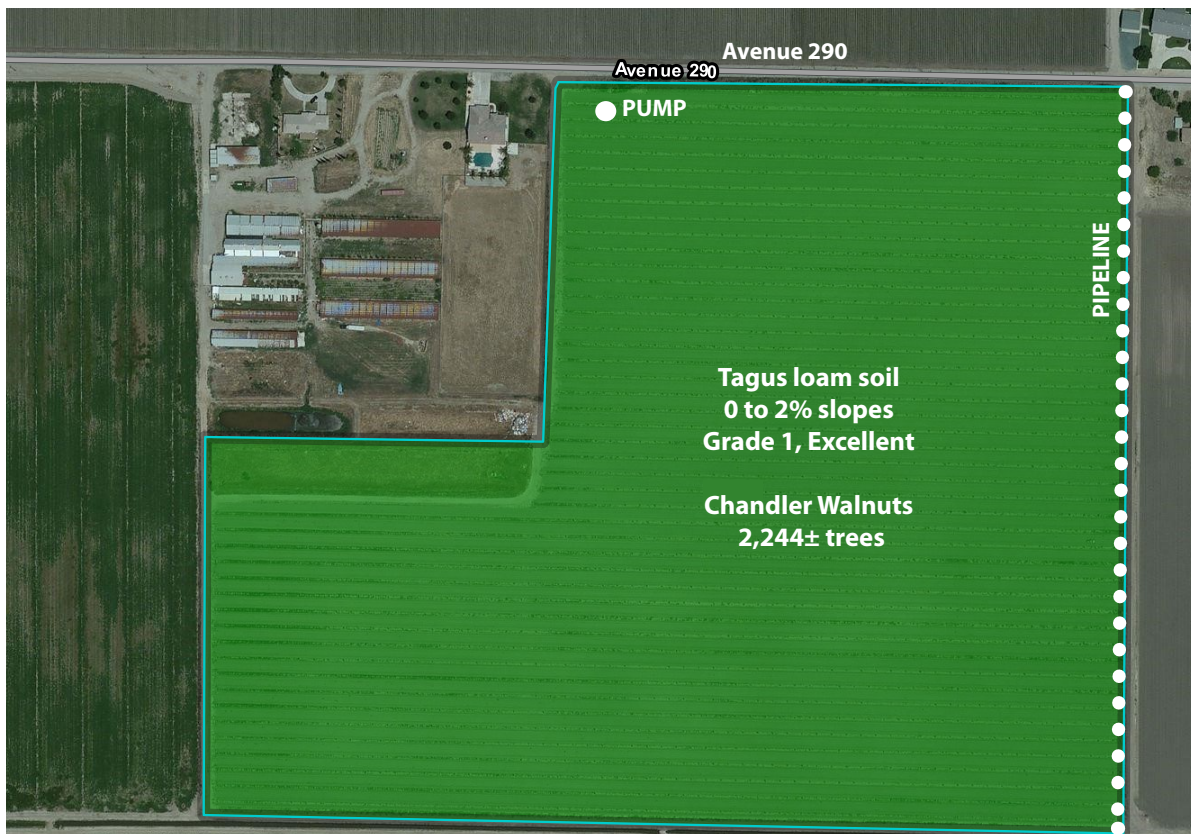 Avenue 290
Avenue 290
PUMP
PIPELINE
Tagus loam soil
0 to 2% slopes
Grade 1, Excellent
Chandler Walnuts
2,244± trees